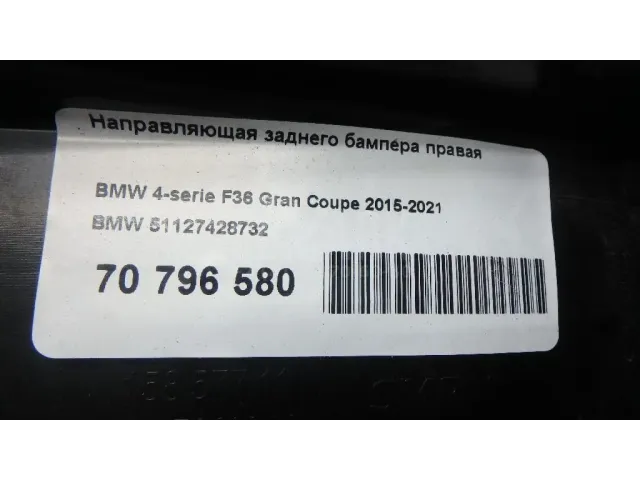 Направляющая заднего бампера правая
BMW 4-serie F36 Gran Coupe 2015-2021
BMW 51127428732
70 796 580